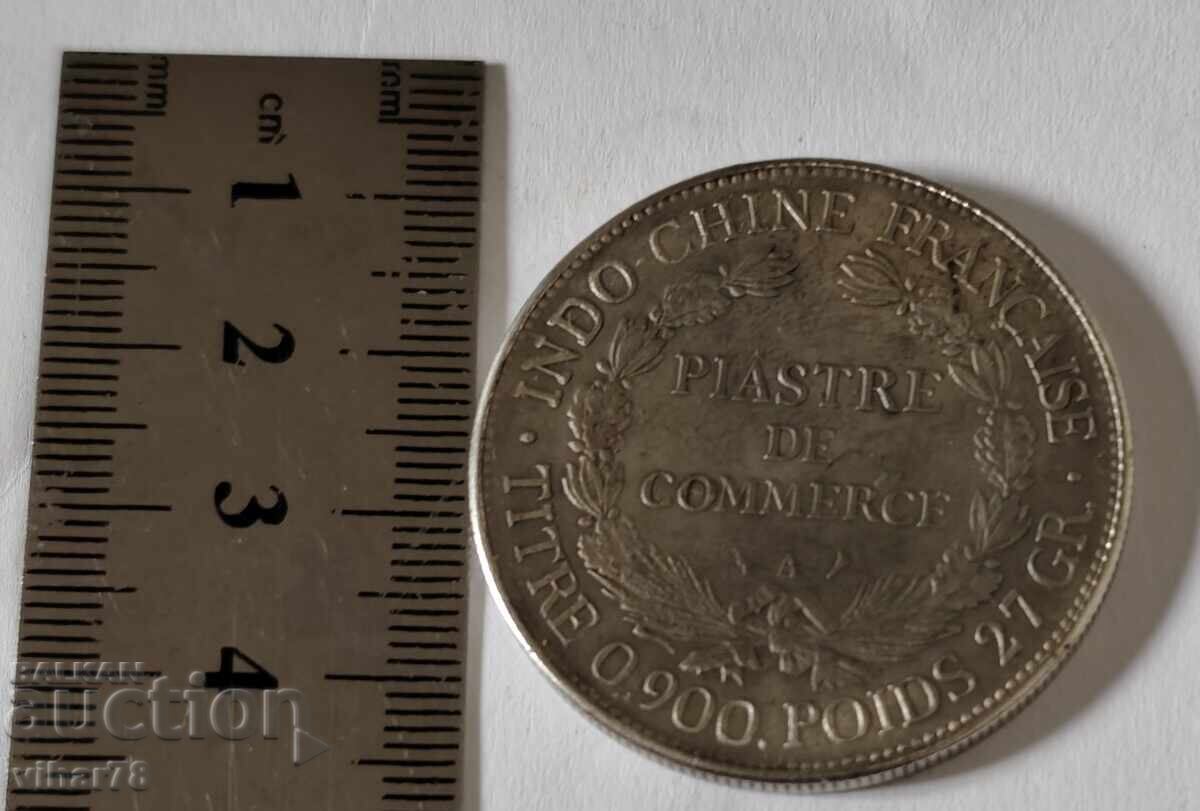 mm
cm
mm
1
2
3
4
INDO-CHINE FRANÇAISE
PIASTRE
DE
COMMERCE
A
· TITRE 0.900. POIDS 27 GR. ·
BALKAN
auction
vihar78